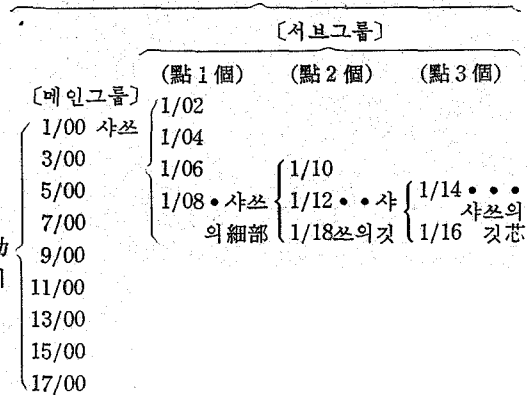 [서브그룹]
(點 1 個) (點 2 個) (點 3 個)
[메인그룹]
1/00 샤쓰
3/00
5/00
7/00
9/00
11/00
13/00
15/00
17/00
1/02
1/04
1/06
1/08 • 샤쓰
의 細部
1/10
1/12 • • 샤
1/18 쓰의 깃
1/14 • • •
샤쓰의
1/16 깃芯